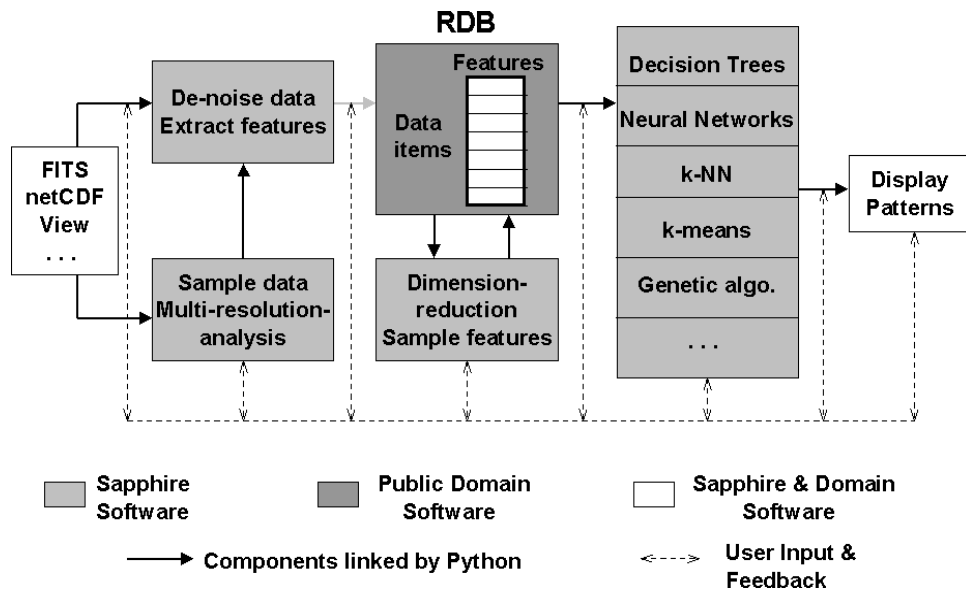 RDB
FITS
netCDF
View
. . .
De-noise data
Extract features
Sample data
Multi-resolution-
analysis
Features
Data
items
Dimension-
reduction
Sample features
Decision Trees
Neural Networks
k-NN
k-means
Genetic algo.
. . .
Display
Patterns
Sapphire
Software
Public Domain
Software
Sapphire & Domain
Software
Components linked by Python
User Input &
Feedback